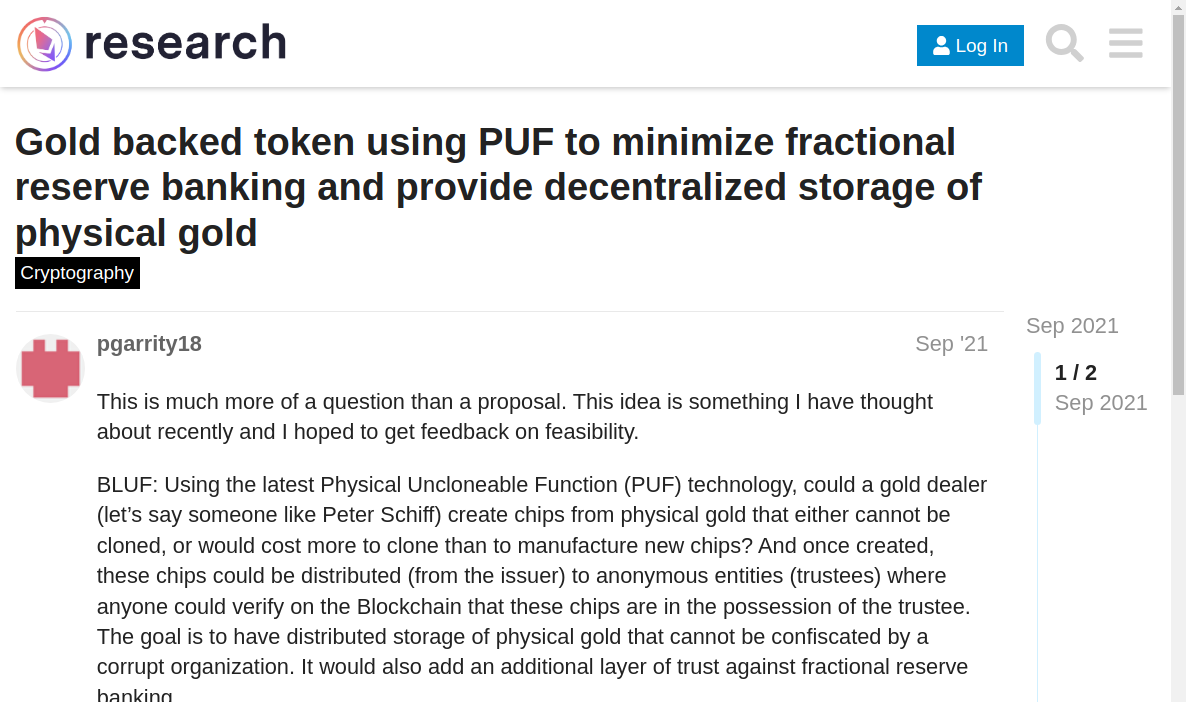 research
Log In
Gold backed token using PUF to minimize fractional
reserve banking and provide decentralized storage of
physical gold
Cryptography
pgarrity18
Sep '21
This is much more of a question than a proposal. This idea is something I have thought
about recently and I hoped to get feedback on feasibility.
BLUF: Using the latest Physical Uncloneable Function (PUF) technology, could a gold dealer
(let’s say someone like Peter Schiff) create chips from physical gold that either cannot be
cloned, or would cost more to clone than to manufacture new chips? And once created,
these chips could be distributed (from the issuer) to anonymous entities (trustees) where
anyone could verify on the Blockchain that these chips are in the possession of the trustee.
The goal is to have distributed storage of physical gold that cannot be confiscated by a
corrupt organization. It would also add an additional layer of trust against fractional reserve
banking
Sep 2021
1 / 2
Sep 2021